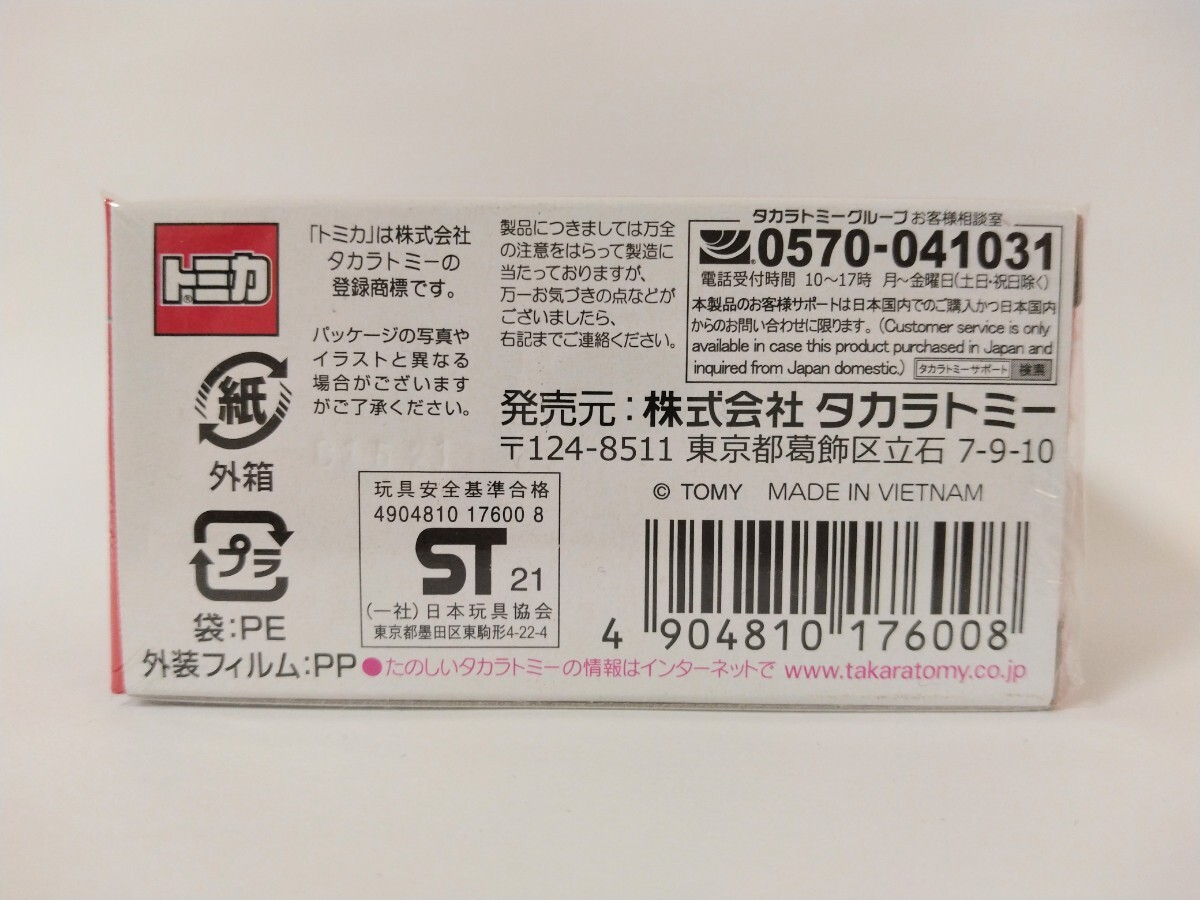 トミカ®
「トミカ」は株式会社
タカラトミーの
登録商標です。
パッケージの写真や
イラストと異なる
場合がございます
がご了承ください。
製品につきましては万全
の注意をはらって製造に
当たっておりますが、
万一お気づきの点などが
ございましたら、
右記までご連絡ください。
タカラトミーグループ お客様相談室
0570-041031
電話受付時間 10〜17時 月〜金曜日(土日・祝日除く)
本製品のお客様サポートは日本国内でのご購入かつ日本国内
からのお問い合わせに限ります。(Customer service is only
available in case this product purchased in Japan and
inquired from Japan domestic.) タカラトミーサポート 検索
発売元:株式会社 タカラトミー
〒124-8511 東京都葛飾区立石 7-9-10
© TOMY MADE IN VIETNAM
紙
外箱
プラ
袋:PE
外装フィルム:PP
玩具安全基準合格
4904810 17600 8
ST 21
(一社)日本玩具協会
東京都墨田区東駒形4-22-4
4 904810 176008
●たのしいタカラトミーの情報はインターネットで www.takaratomy.co.jp